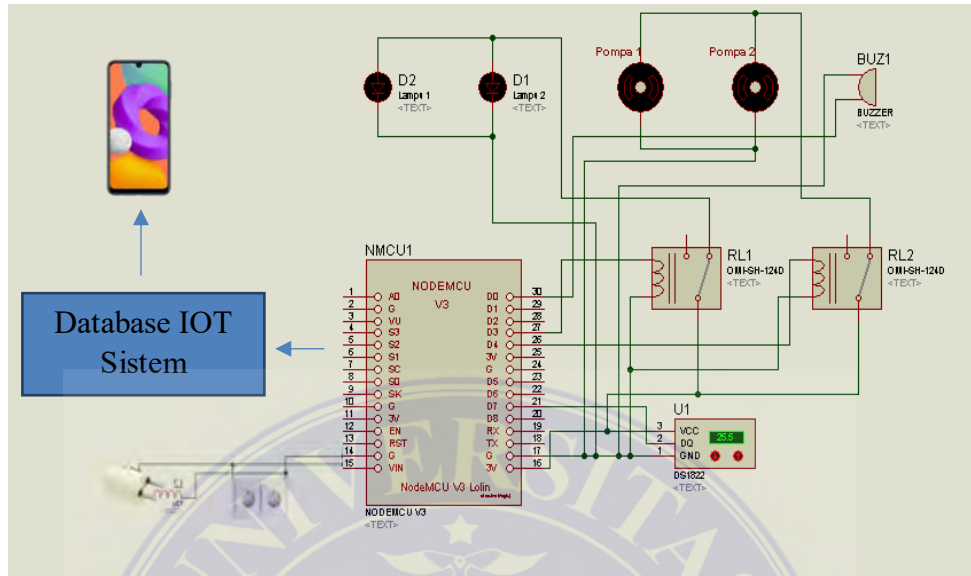 D2
Lampu 1
<TEXT>
D1
Lampu 2
<TEXT>
Pompa 1
Pompa 2
BUZ1
BUZZER
<TEXT>
Database IOT
Sistem
NMCU1
NODEMCU
V3
1 A0
2 G
3 VU
4 S3
5 S2
6 S1
7 SC
8 S0
9 SK
10 G
11 3V
12 EN
13 RST
14 G
15 VIN
30 D0
29 D1
28 D2
27 D3
26 D4
25 3V
24 G
23 D5
22 D6
21 D7
20 D8
19 RX
18 TX
17 G
16 3V
NodeMCU V3 Lolin
NODEMCU V3
<TEXT>
RL1
OMI-SH-124D
<TEXT>
RL2
OMI-SH-124D
<TEXT>
U1
3 VCC
2 DQ
1 GND
25.5
DS1822
<TEXT>
UNIVERSITA